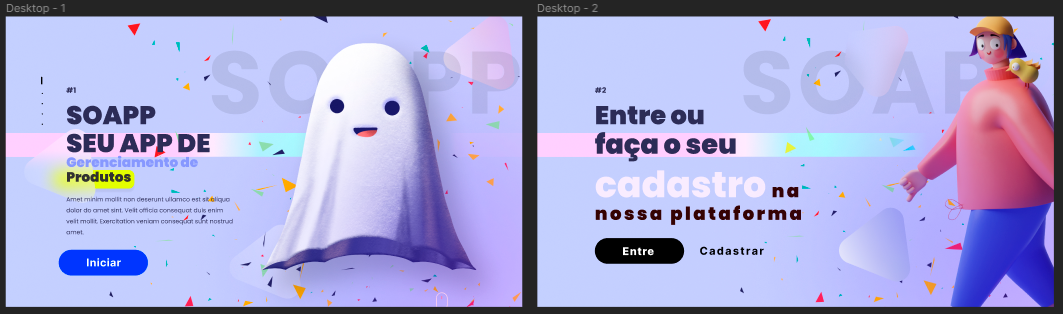 Desktop - 1
SOAPP
#1
SOAPP
SEU APP DE
Gerenciamento de
Produtos
Amet minim mollit non deserunt ullamco est sit aliqua
dolor do amet sint. Velit officia consequat duis enim
velit mollit. Exercitation veniam consequat sunt nostrud
amet.
Iniciar
Desktop - 2
SOAP
#2
Entre ou
faça o seu
cadastro na
nossa plataforma
Entre Cadastrar